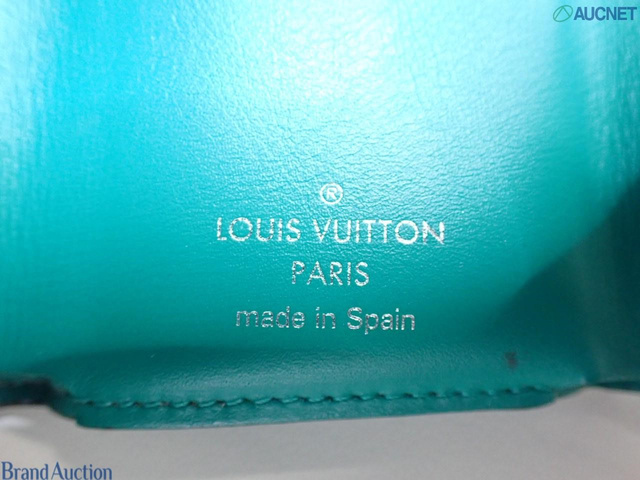 AUCNET
®
LOUIS VUITTON
PARIS
made in Spain
Brand Auction